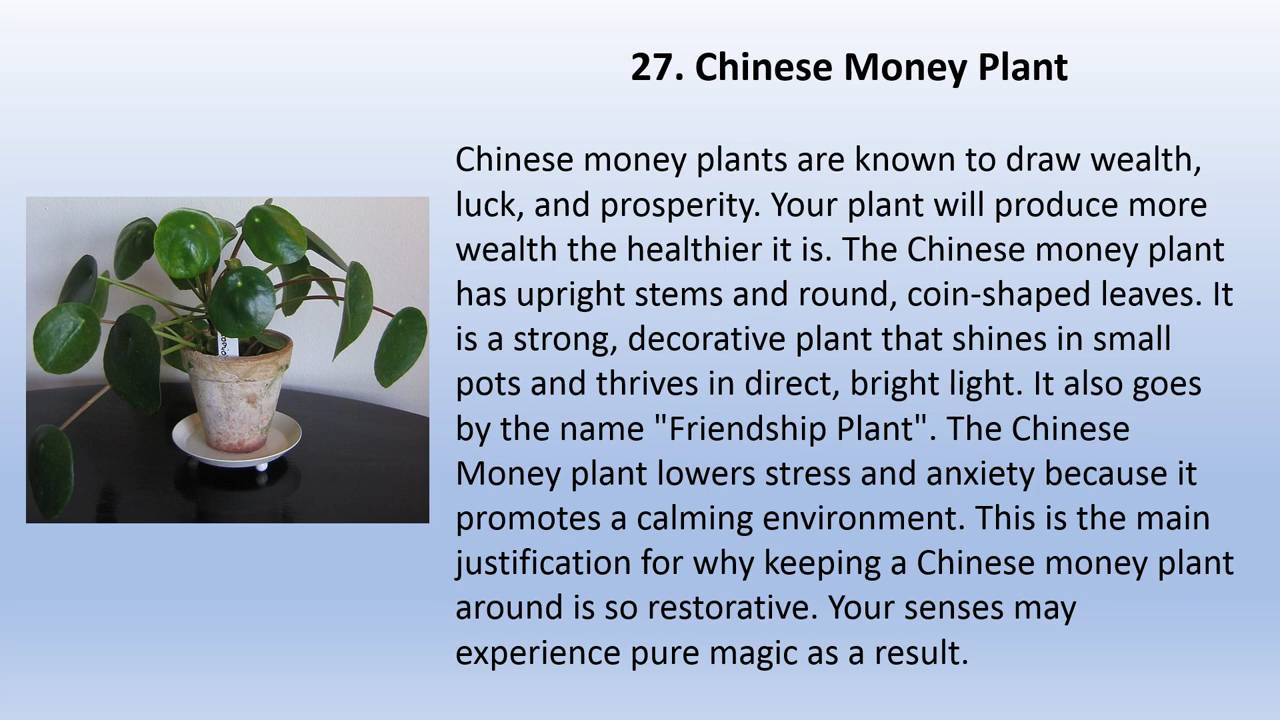 27. Chinese Money Plant
Chinese money plants are known to draw wealth,
luck, and prosperity. Your plant will produce more
wealth the healthier it is. The Chinese money plant
has upright stems and round, coin-shaped leaves. It
is a strong, decorative plant that shines in small
pots and thrives in direct, bright light. It also goes
by the name "Friendship Plant". The Chinese
Money plant lowers stress and anxiety because it
promotes a calming environment. This is the main
justification for why keeping a Chinese money plant
around is so restorative. Your senses may
experience pure magic as a result.